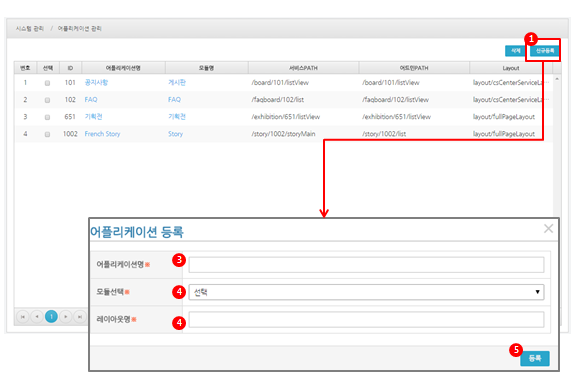 시스템 관리 / 어플리케이션 관리
1
삭제 신규등록
번호 선택 ID 어플리케이션명 모듈명 서비스PATH 어드민PATH Layout
1 101 공지사항 게시판 /board/101/listView /board/101/listView layout/csCenterServiceLa···
2 102 FAQ FAQ /faqboard/102/list /faqboard/102/listView layout/csCenterServiceLa···
3 651 기획전 기획전 /exhibition/651/listView /exhibition/651/listView layout/fullPageLayout
4 1002 French Story Story /story/1002/storyMain /story/1002/list layout/fullPageLayout
어플리케이션 등록
어플리케이션명※ 3
모듈선택※ 4 선택
레이아웃명※ 4
1
5 등록